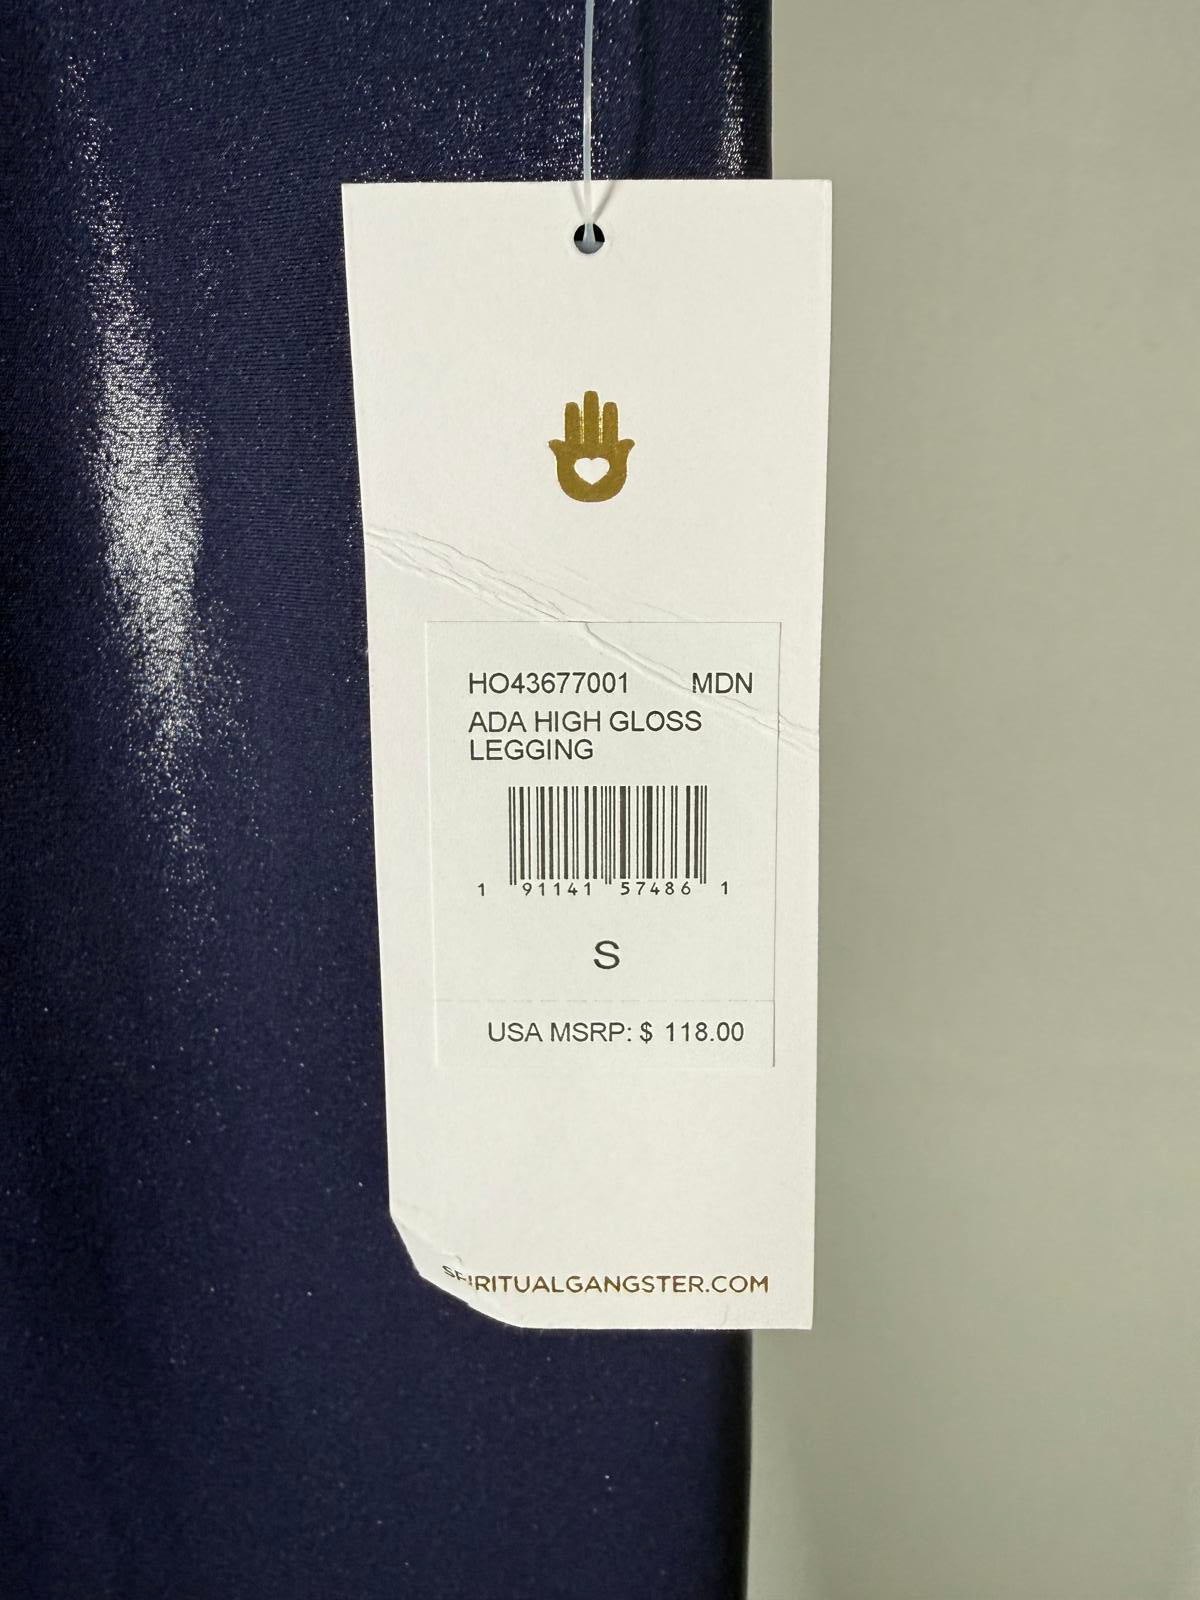 HO43677001 MDN
ADA HIGH GLOSS
LEGGING
1 91141 57486 1
S
USA MSRP: $ 118.00
SPIRITUALGANGSTER.COM